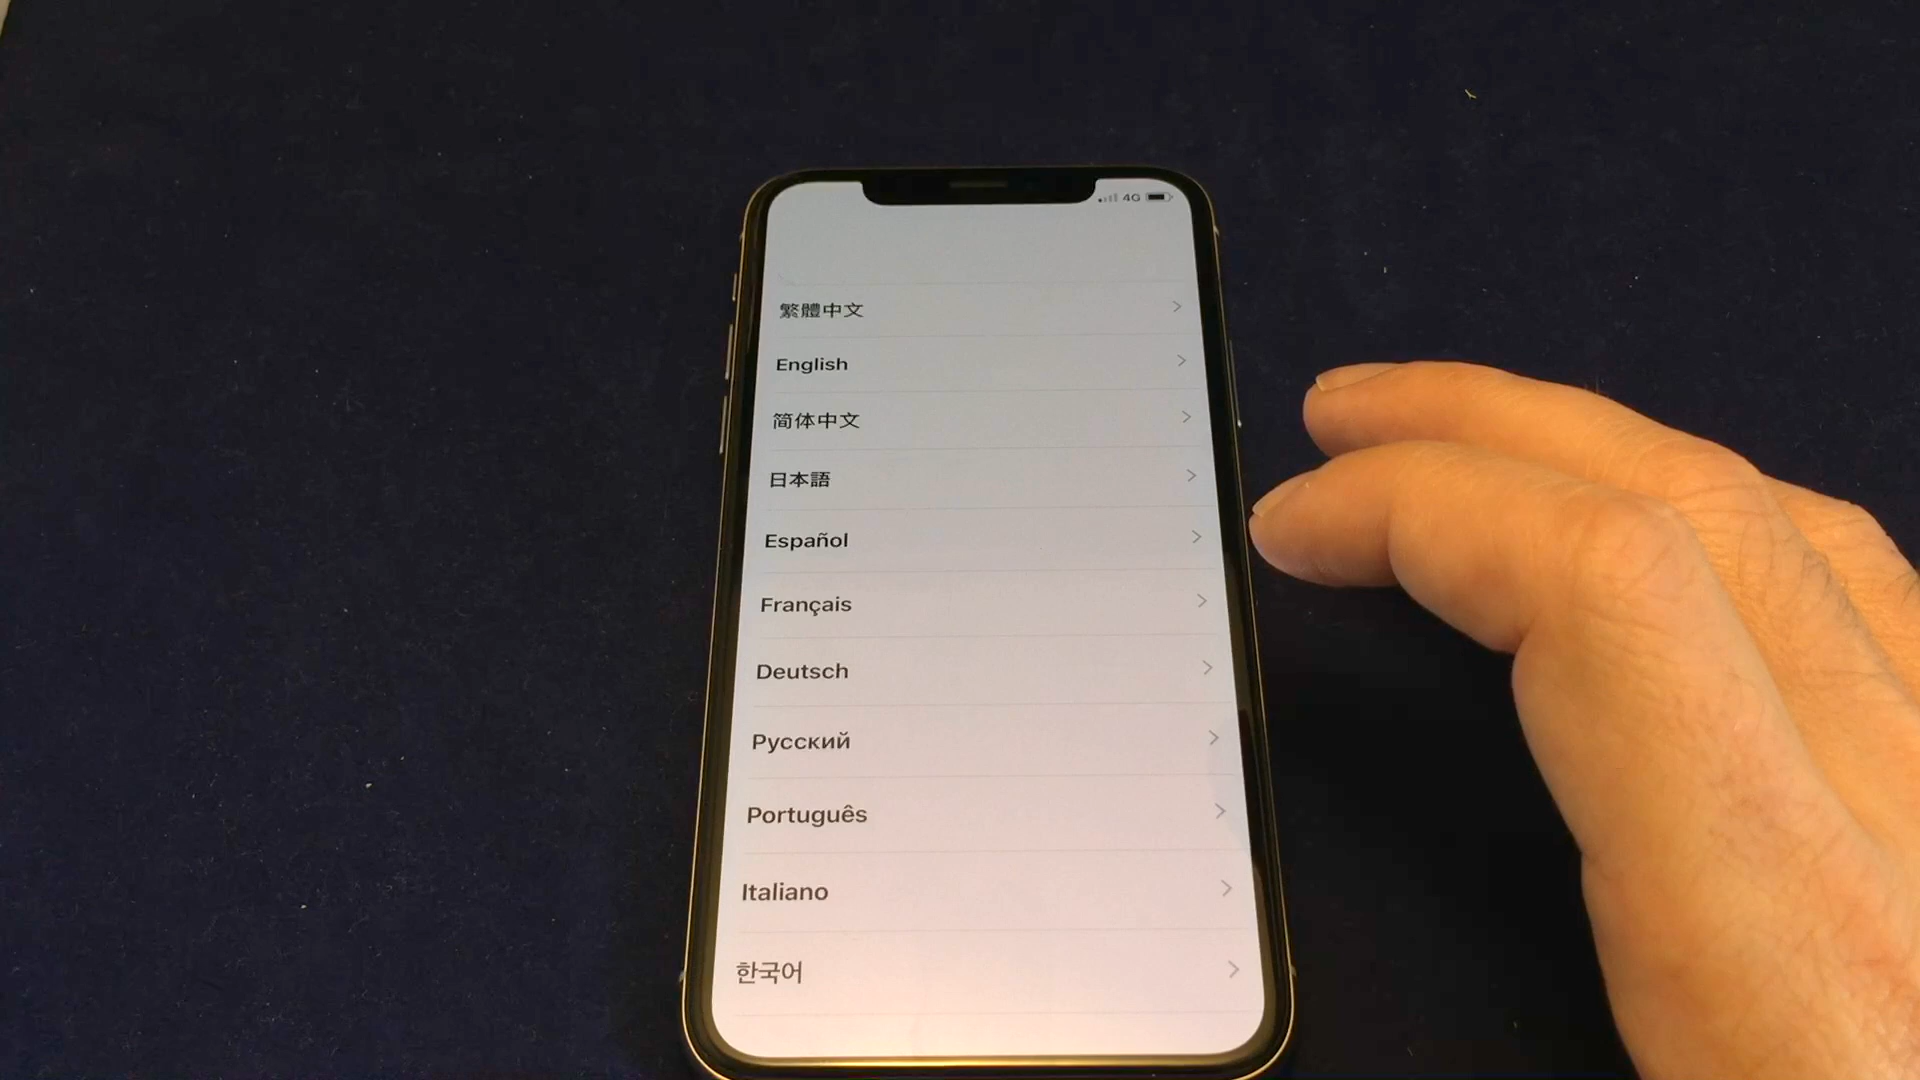 4G
繁體中文
English
简体中文
日本語
Español
Français
Deutsch
Русский
Português
Italiano
한국어